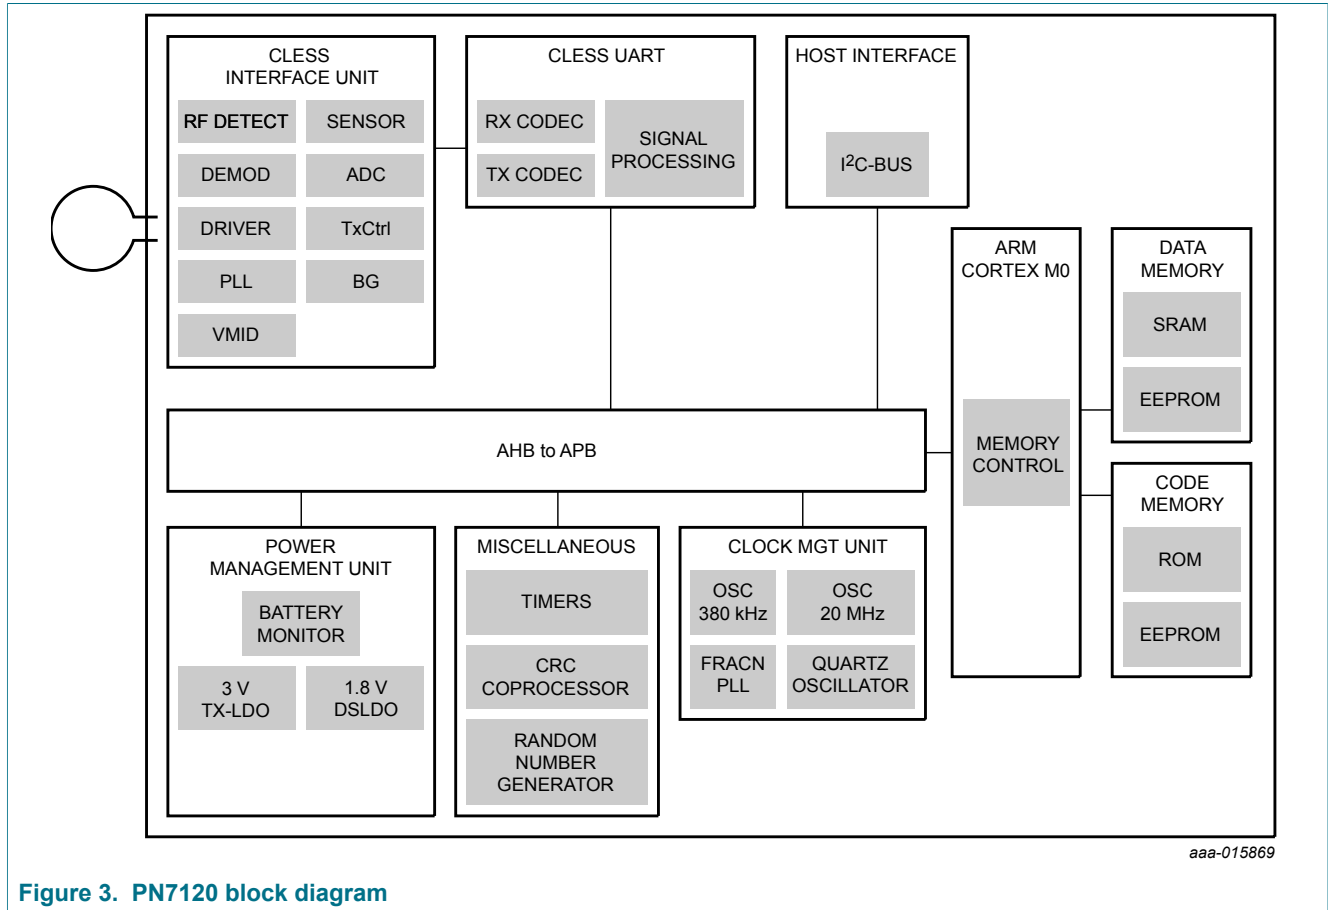 CLESS
INTERFACE UNIT
RF DETECT
SENSOR
DEMOD
ADC
DRIVER
TxCtrl
PLL
BG
VMID
CLESS UART
RX CODEC
TX CODEC
SIGNAL
PROCESSING
HOST INTERFACE
I²C-BUS
ARM
CORTEX M0
MEMORY
CONTROL
DATA
MEMORY
SRAM
EEPROM
CODE
MEMORY
ROM
EEPROM
AHB to APB
POWER
MANAGEMENT UNIT
BATTERY
MONITOR
3 V
TX-LDO
1.8 V
DSLDO
MISCELLANEOUS
TIMERS
CRC
COPROCESSOR
RANDOM
NUMBER
GENERATOR
CLOCK MGT UNIT
OSC
380 kHz
OSC
20 MHz
FRACN
PLL
QUARTZ
OSCILLATOR
aaa-015869
Figure 3. PN7120 block diagram